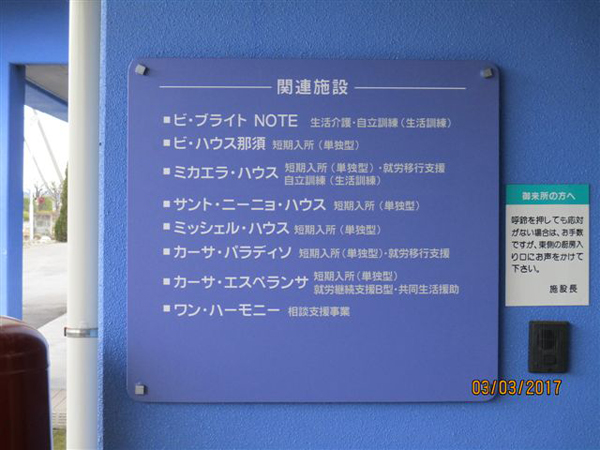 関連施設
■ビ・ブライト NOTE 生活介護・自立訓練（生活訓練）
■ビ・ハウス那須 短期入所（単独型）
■ミカエラ・ハウス 短期入所（単独型）・就労移行支援
自立訓練（生活訓練）
■サント・ニーニョ・ハウス 短期入所（単独型）
■ミッシェル・ハウス 短期入所（単独型）
■カーサ・パラディソ 短期入所（単独型）・就労移行支援
■カーサ・エスペランサ 短期入所（単独型）
就労継続支援B型・共同生活援助
■ワン・ハーモニー 相談支援事業
御来所の方へ
呼鈴を押しても応対
がない場合は、お手数
ですが、東側の厨房入
り口にお声をかけて
下さい。
施設長
03/03/2017